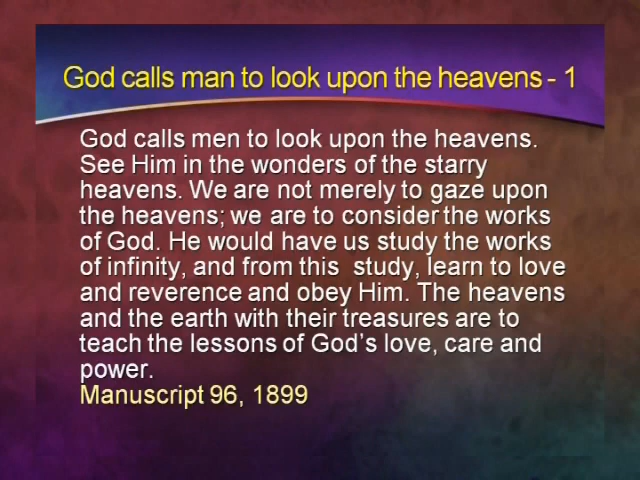 God calls man to look upon the heavens - 1
God calls men to look upon the heavens.
See Him in the wonders of the starry
heavens. We are not merely to gaze upon
the heavens; we are to consider the works
of God. He would have us study the works
of infinity, and from this study, learn to love
and reverence and obey Him. The heavens
and the earth with their treasures are to
teach the lessons of God's love, care and
power.
Manuscript 96, 1899